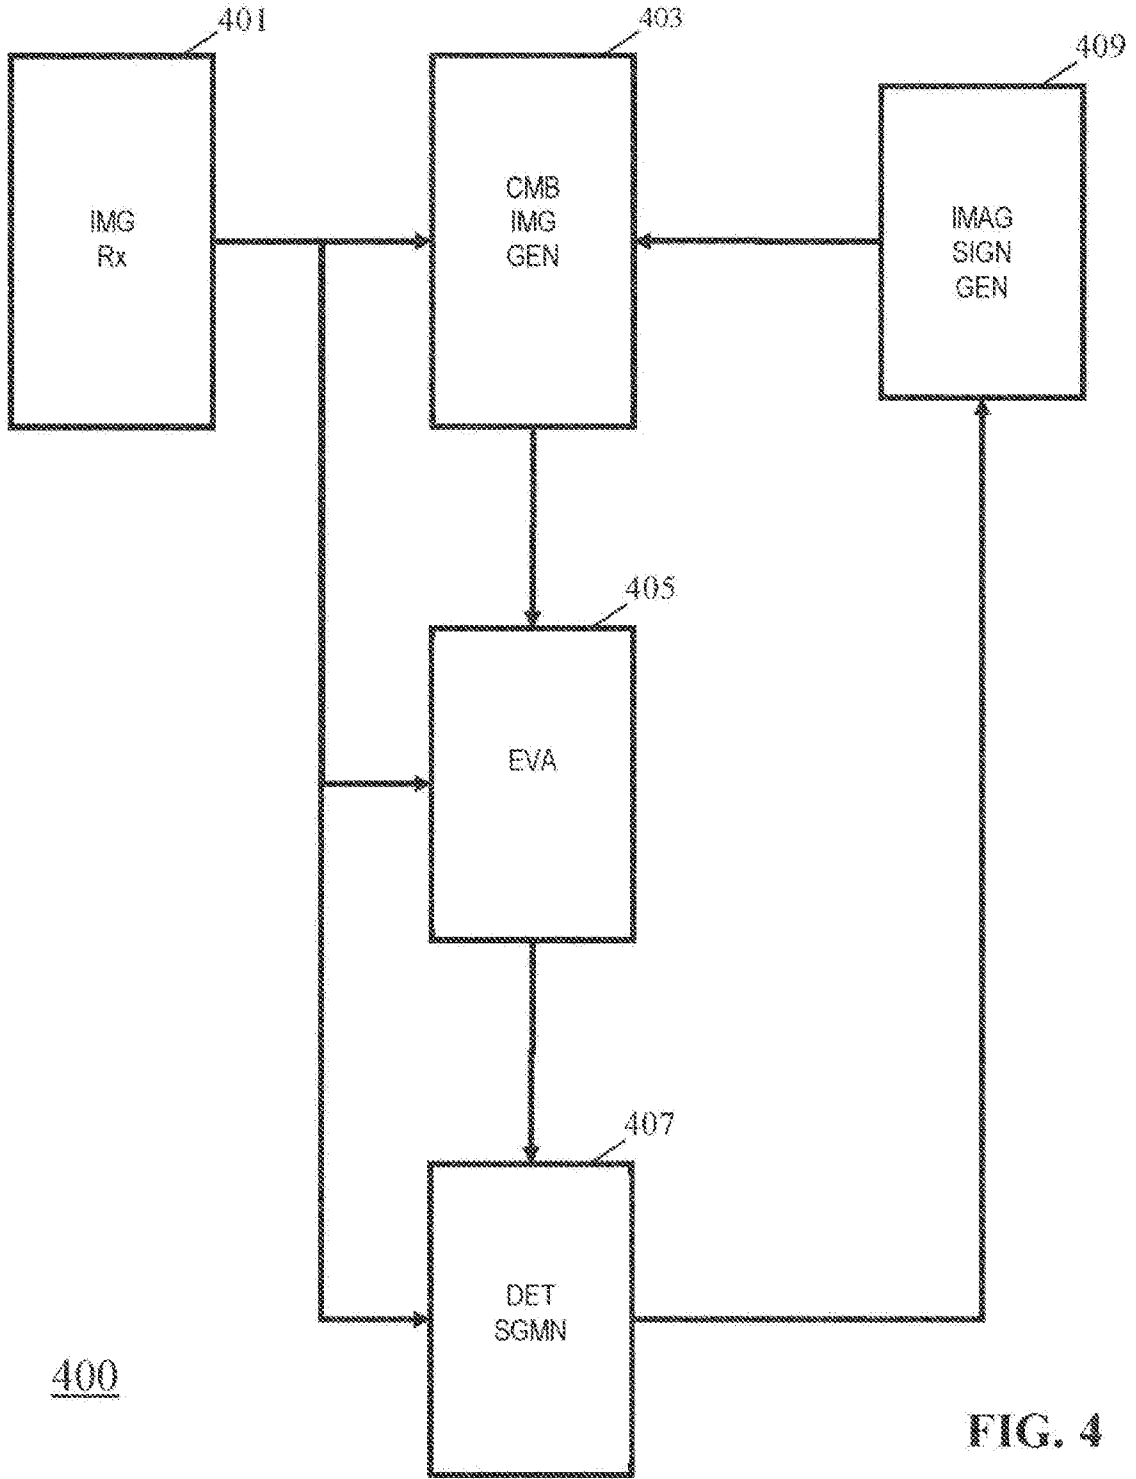 401
403
409
IMG
Rx
CMB
IMG
GEN
IMAG
SIGN
GEN
405
EVA
407
DET
SGMN
400
FIG. 4